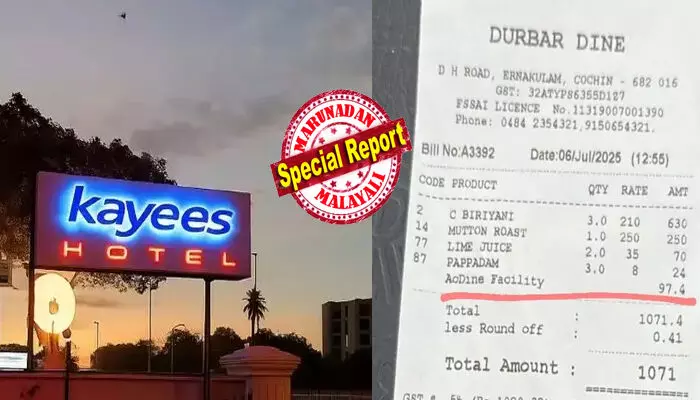 kayees
HOTEL
MARUNADAN
Special Report
MALAYALI
DURBAR DINE
D H ROAD, ERNAKULAM, COCHIN - 682 016
GST: 32ATYPS6355D1Z7
FSSAI LICENCE No.11319007001390
Phone: 0484 2354321,9150654321.
Bill No:A3392 Date:06/Jul/2025 (12:55)
CODE PRODUCT QTY RATE AMT
2 C BIRIYANI 3.0 210 630
14 MUTTON ROAST 1.0 250 250
77 LIME JUICE 2.0 35 70
87 PAPPADAM 3.0 8 24
AoDine Facility 97.4
Total : 1071.4
less Round off : 0.41
Total Amount : 1071